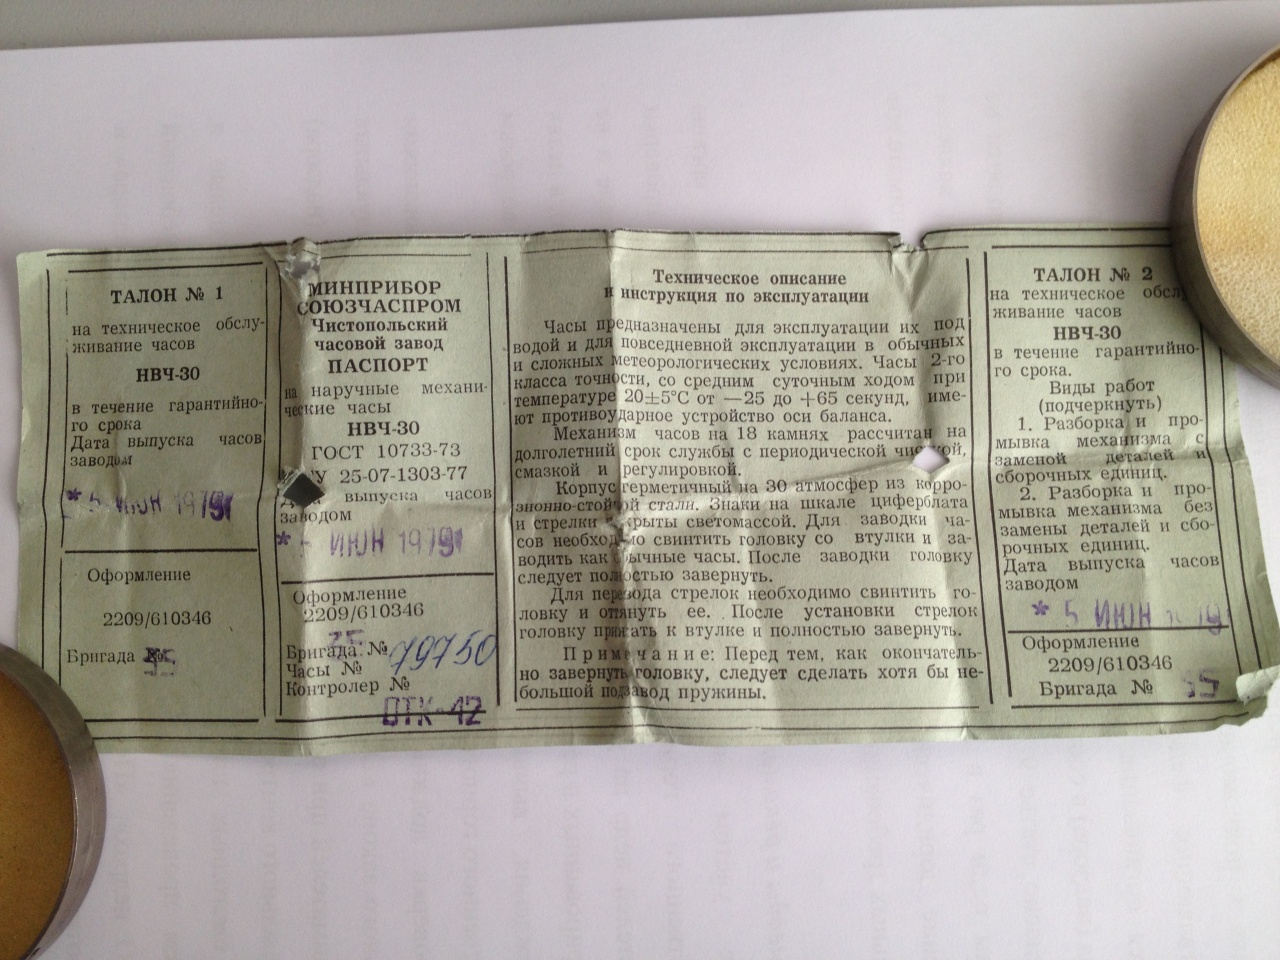 ТАЛОН № 1
на техническое обслу-
живание часов
НВЧ-30
в течение гарантийно-
го срока
Дата выпуска часов
заводом
* 5 ИЮН 1979
Оформление
2209/610346
Бригада №
МИНПРИБОР
СОЮЗЧАСПРОМ
Чистопольский
часовой завод
ПАСПОРТ
на наручные механи-
ческие часы
НВЧ-30
ГОСТ 10733-73
У 25-07-1303-77
выпуска часов
заводом
* 5 ИЮН 1979
Оформление
2209/610346
Бригада № 35
Часы № 79750
Контролер №
ОТК-12
Техническое описание
и инструкция по эксплуатации
Часы предназначены для эксплуатации их под
водой и для повседневной эксплуатации в обычных
и сложных метеорологических условиях. Часы 2-го
класса точности, со средним суточным ходом при
температуре 20±5°С от —25 до +65 секунд, име-
ют противоударное устройство оси баланса.
Механизм часов на 18 камнях рассчитан на
долголетний срок службы с периодической чисткой,
смазкой и регулировкой.
Корпус герметичный на 30 атмосфер из корро-
зионно-стойкой стали. Знаки на шкале циферблата
и стрелки покрыты светомассой. Для заводки ча-
сов необходимо свинтить головку со втулки и за-
водить как обычные часы. После заводки головку
следует полностью завернуть.
Для перевода стрелок необходимо свинтить го-
ловку и оттянуть ее. После установки стрелок
головку прижать к втулке и полностью завернуть.
Примечание: Перед тем, как окончатель-
но завернуть головку, следует сделать хотя бы не-
большой подзавод пружины.
ТАЛОН № 2
на техническое обслу
живание часов
НВЧ-30
в течение гарантийно-
го срока.
Виды работ
(подчеркнуть)
1. Разборка и про-
мывка механизма с
заменой деталей и
сборочных единиц.
2. Разборка и про-
мывка механизма без
замены деталей и сбо-
рочных единиц.
Дата выпуска часов
заводом
* 5 ИЮН 1979
Оформление
2209/610346
Бригада № 35